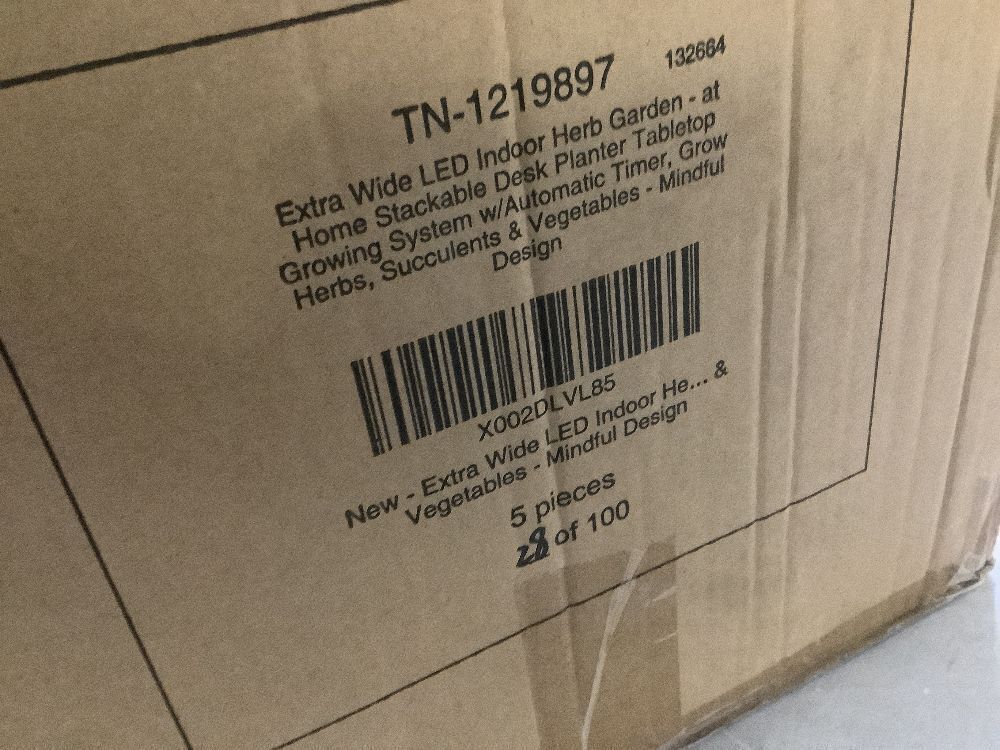 TN-1219897 132664
Extra Wide LED Indoor Herb Garden - at
Home Stackable Desk Planter Tabletop
Growing System w/Automatic Timer, Grow
Herbs, Succulents & Vegetables - Mindful
Design
X002DLVL85
New - Extra Wide LED Indoor He... &
Vegetables - Mindful Design
5 pieces
28 of 100